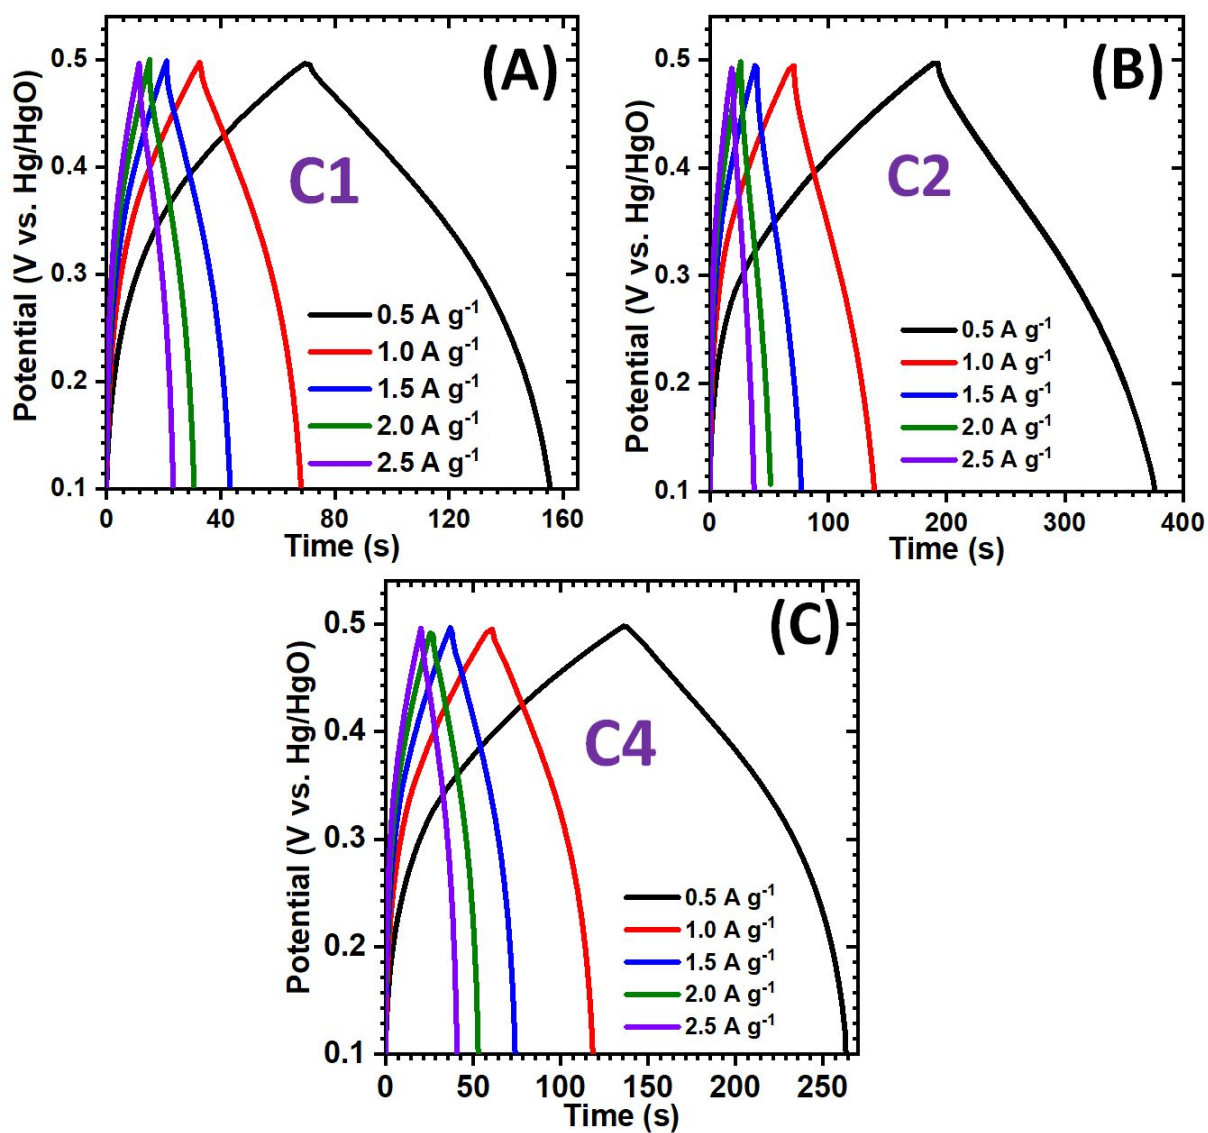 (A)
C1
Potential (V vs. Hg/HgO)
0.5
0.4
0.3
0.2
0.1
0.5 A g⁻¹
1.0 A g⁻¹
1.5 A g⁻¹
2.0 A g⁻¹
2.5 A g⁻¹
0 40 80 120 160
Time (s)
(B)
C2
Potential (V vs. Hg/HgO)
0.5
0.4
0.3
0.2
0.1
0.5 A g⁻¹
1.0 A g⁻¹
1.5 A g⁻¹
2.0 A g⁻¹
2.5 A g⁻¹
0 100 200 300 400
Time (s)
(C)
C4
Potential (V vs. Hg/HgO)
0.5
0.4
0.3
0.2
0.1
0.5 A g⁻¹
1.0 A g⁻¹
1.5 A g⁻¹
2.0 A g⁻¹
2.5 A g⁻¹
0 50 100 150 200 250
Time (s)